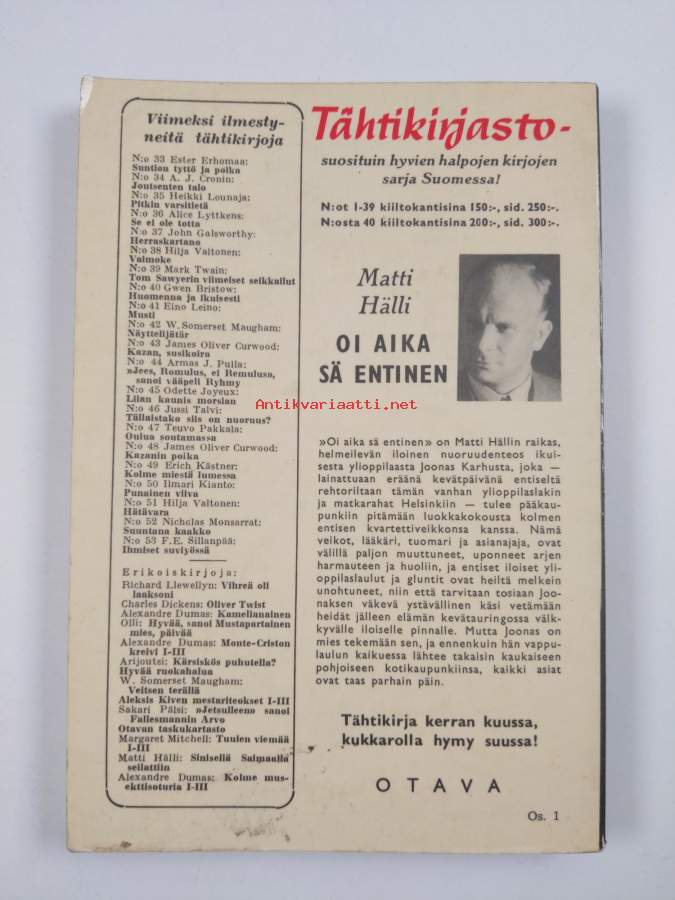 Viimeksi ilmesty-
neitä tähtikirjoja
N:o 33 Ester Erhomaa:
Suntion tyttö ja poika
N:o 34 A. J. Cronin:
Joutsenten talo
N:o 35 Heikki Lounaja:
Pitkin varsitietä
N:o 36 Alice Lyttkens:
Se ei ole totta
N:o 37 John Galsworthy:
Herraskartano
N:o 38 Hilja Valtonen:
Vaimoke
N:o 39 Mark Twain:
Tom Sawyerin viimeiset seikkailut
N:o 40 Gwen Bristow:
Huomenna ja ikuisesti
N:o 41 Eino Leino:
Musti
N:o 42 W. Somerset Maugham:
Näyttelijätär
N:o 43 James Oliver Curwood:
Kazan, susikoira
N:o 44 Armas J. Pulla:
»Jees, Romulus, ei Remulus»,
sanoi vääpeli Ryhmy
N:o 45 Odette Joyeux:
Liian kaunis morsian
N:o 46 Jussi Talvi:
Tällaistako siis on nuoruus?
N:o 47 Teuvo Pakkala:
Oulua soutamassa
N:o 48 James Oliver Curwood:
Kazanin poika
N:o 49 Erich Kästner:
Kolme miestä lumessa
N:o 50 Ilmari Kianto:
Punainen viiva
N:o 51 Hilja Valtonen:
Hätävara
N:o 52 Nicholas Monsarrat:
Suuntana kaakko
N:o 53 F.E. Sillanpää:
Ihmiset suviyössä
Erikoiskirjoja:
Richard Llewellyn: Vihreä oli
laaksoni
Charles Dickens: Oliver Twist
Alexandre Dumas: Kamelianainen
Olli: Hyvää, sanoi Mustapartainen
mies, päivää
Alexandre Dumas: Monte-Criston
kreivi I-III
Arijoutsi: Kärsiskös puhutella?
Hyvää ruokahalua
W. Somerset Maugham:
Veitsen terällä
Aleksis Kiven mestariteokset I-III
Sakari Pälsi: »Jetsulleen» sanoi
Fallesmannin Arvo
Otavan taskukartasto
Margaret Mitchell: Tuulen viemää
I-III
Matti Hälli: Sinisellä Saimaalla
seilattiin
Alexandre Dumas: Kolme mus-
ekttisoturia I-III
Tähtikirjasto-
suosituin hyvien halpojen kirjojen
sarja Suomessa!
N:ot 1-39 kiiltokantisina 150:-, sid. 250:-.
N:osta 40 kiiltokantisina 200:-, sid. 300:-.
Matti
Hälli
OI AIKA
SÄ ENTINEN
Antikvariaatti.net
»Oi aika sä entinen» on Matti Hällin raikas,
helmeilevän iloinen nuoruudenteos ikui-
sesta ylioppilaasta Joonas Karhusta, joka —
lainattuaan eräänä kevätpäivänä entiseltä
rehtoriltaan tämän vanhan ylioppilaslakin
ja matkarahat Helsinkiin — tulee pääkau-
punkiin pitämään luokkakokousta kolmen
entisen kvartettiveikkonsa kanssa. Nämä
veikot, lääkäri, tuomari ja asianajaja, ovat
välillä paljon muuttuneet, uponneet arjen
harmauteen ja huoliin, ja entiset iloiset yli-
oppilaslaulut ja gluntit ovat heiltä melkein
unohtuneet, niin että tarvitaan tosiaan Joo-
naksen väkevä ystävällinen käsi vetämään
heidät jälleen elämän kevätauringossa välk-
kyvälle iloiselle pinnalle. Mutta Joonas on
mies tekemään sen, ja ennenkuin hän vappu-
laulun kaikuessa lähtee takaisin kaukaiseen
pohjoiseen kotikaupunkiinsa, kaikki asiat
ovat taas parhain päin.
Tähtikirja kerran kuussa,
kukkarolla hymy suussa!
OTAVA
Os. 1